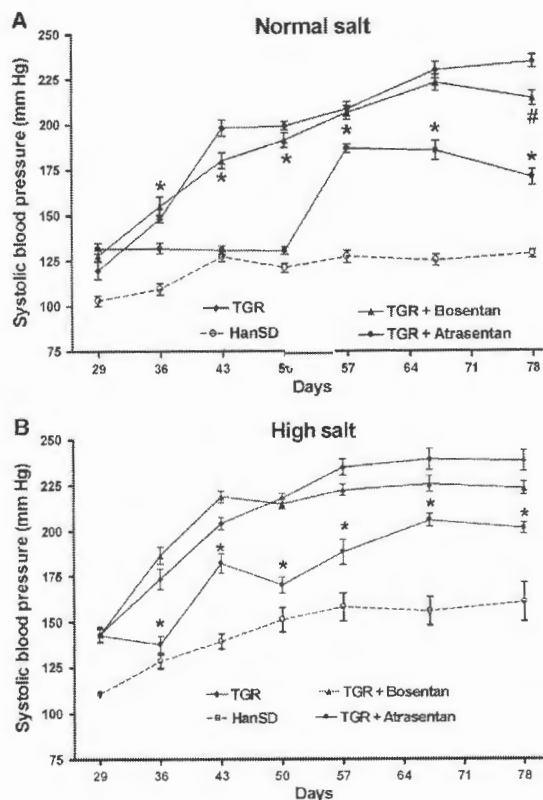 A
Normal salt
Systolic blood pressure (mm Hg)
250
225
200
175
150
125
100
75
* * * * * * #
*
TGR
TGR + Bosentan
HanSD
TGR + Atrasentan
29 36 43 50 57 64 71 78
Days
B
High salt
Systolic blood pressure (mm Hg)
250
225
200
175
150
125
100
75
* * * * * *
TGR
TGR + Bosentan
HanSD
TGR + Atrasentan
29 36 43 50 57 64 71 78
Days